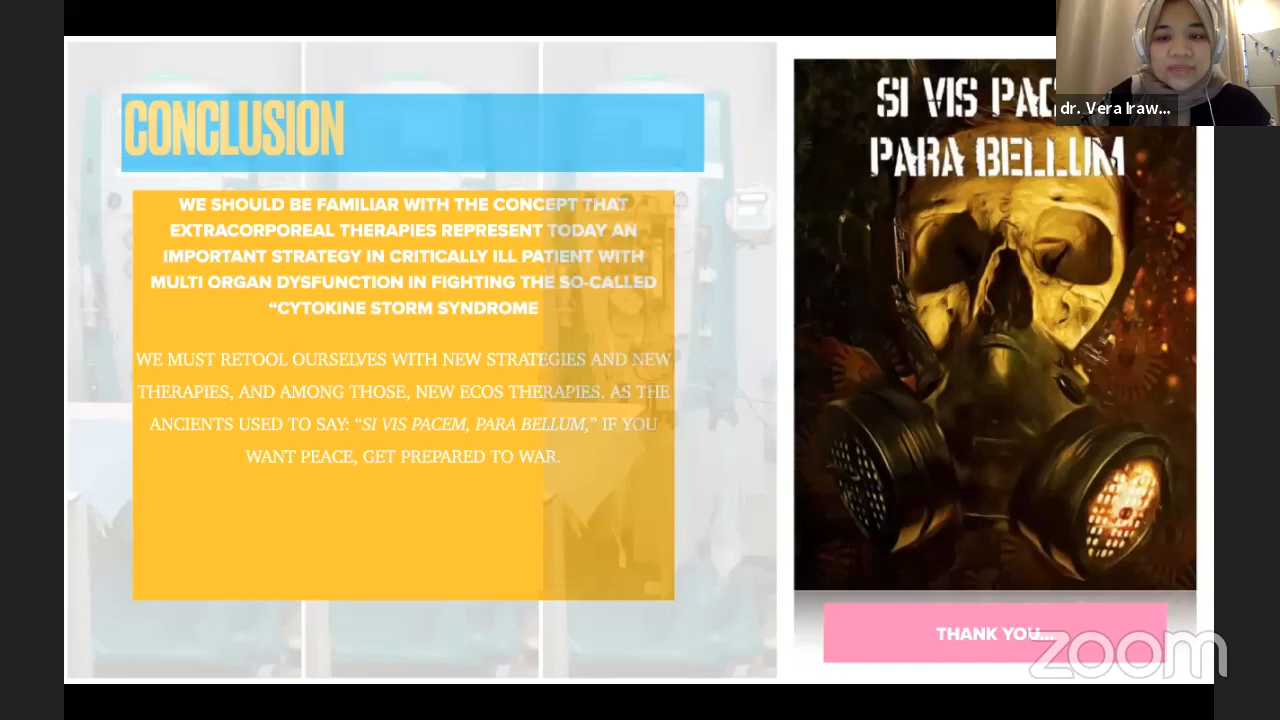 CONCLUSION
WE SHOULD BE FAMILIAR WITH THE CONCEPT THAT
EXTRACORPOREAL THERAPIES REPRESENT TODAY AN
IMPORTANT STRATEGY IN CRITICALLY ILL PATIENT WITH
MULTI ORGAN DYSFUNCTION IN FIGHTING THE SO-CALLED
“CYTOKINE STORM SYNDROME
WE MUST RETOOL OURSELVES WITH NEW STRATEGIES AND NEW
THERAPIES, AND AMONG THOSE, NEW ECOS THERAPIES. AS THE
ANCIENTS USED TO SAY: “SI VIS PACEM, PARA BELLUM,” IF YOU
WANT PEACE, GET PREPARED TO WAR.
SI VIS
PARA BELLUM
dr. Vera Iraw...
THANK YOU...
zoom